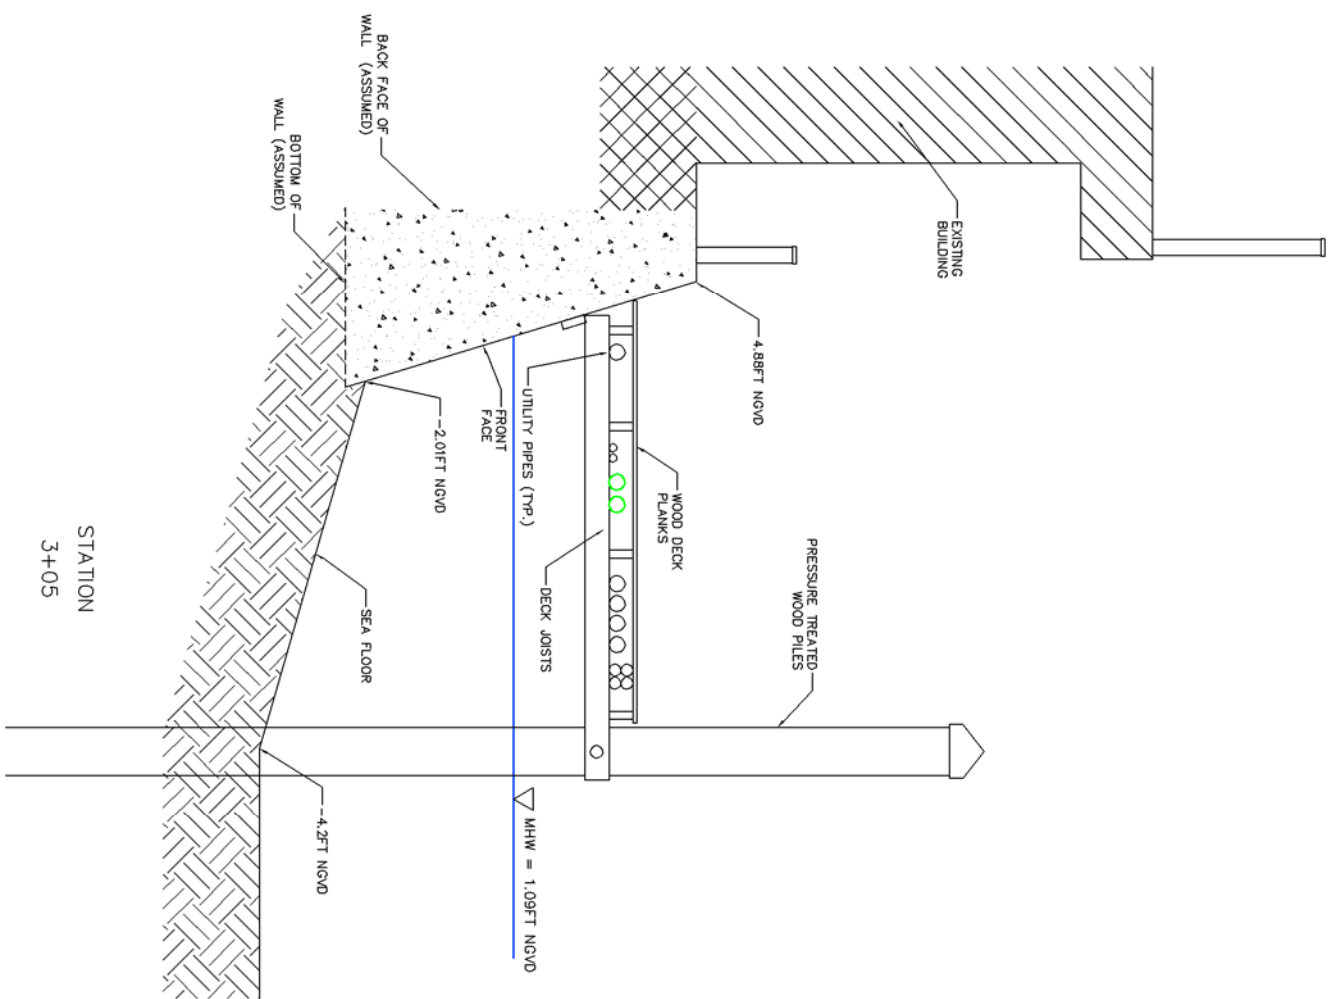 EXISTING
BUILDING
4.88FT NGVD
WOOD DECK
PLANKS
PRESSURE TREATED
WOOD PILES
BACK FACE OF
WALL (ASSUMED)
UTILITY PIPES (TYP.)
DECK JOISTS
MHW = 1.09FT NGVD
FRONT
FACE
-2.01FT NGVD
BOTTOM OF
WALL (ASSUMED)
SEA FLOOR
-4.2FT NGVD
STATION
3+05